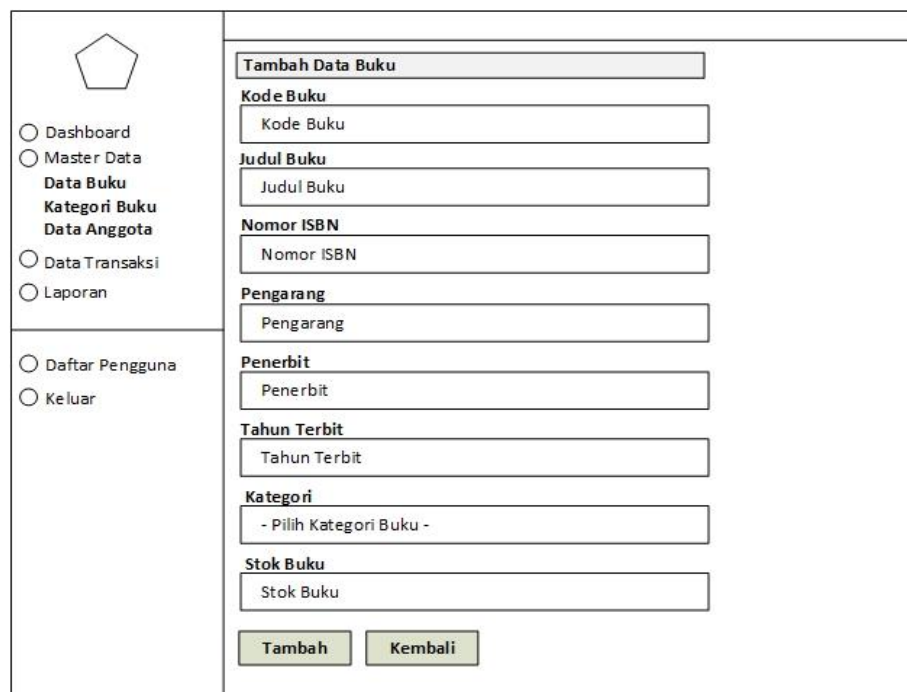 Dashboard
Master Data
Data Buku
Kategori Buku
Data Anggota
Data Transaksi
Laporan
Daftar Pengguna
Keluar
Tambah Data Buku
Kode Buku
Kode Buku
Judul Buku
Judul Buku
Nomor ISBN
Nomor ISBN
Pengarang
Pengarang
Penerbit
Penerbit
Tahun Terbit
Tahun Terbit
Kategori
- Pilih Kategori Buku -
Stok Buku
Stok Buku
Tambah Kembali